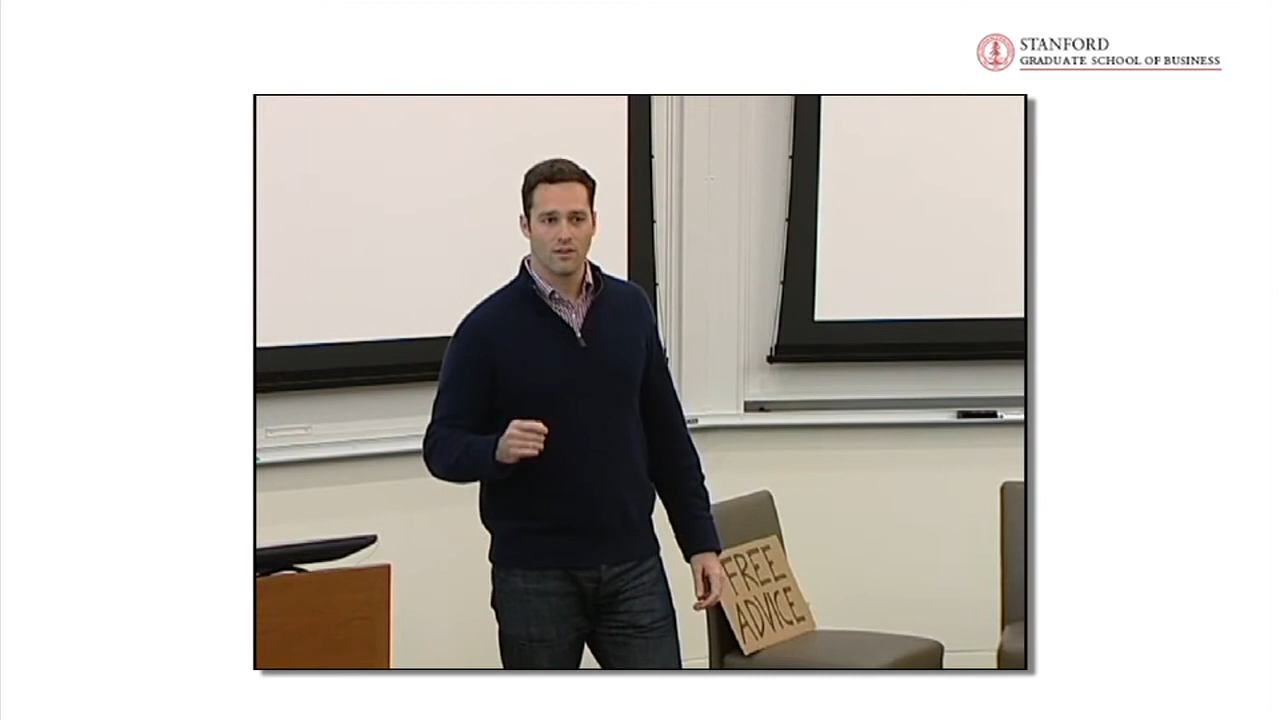 STANFORD
GRADUATE SCHOOL OF BUSINESS
FREE
ADVICE